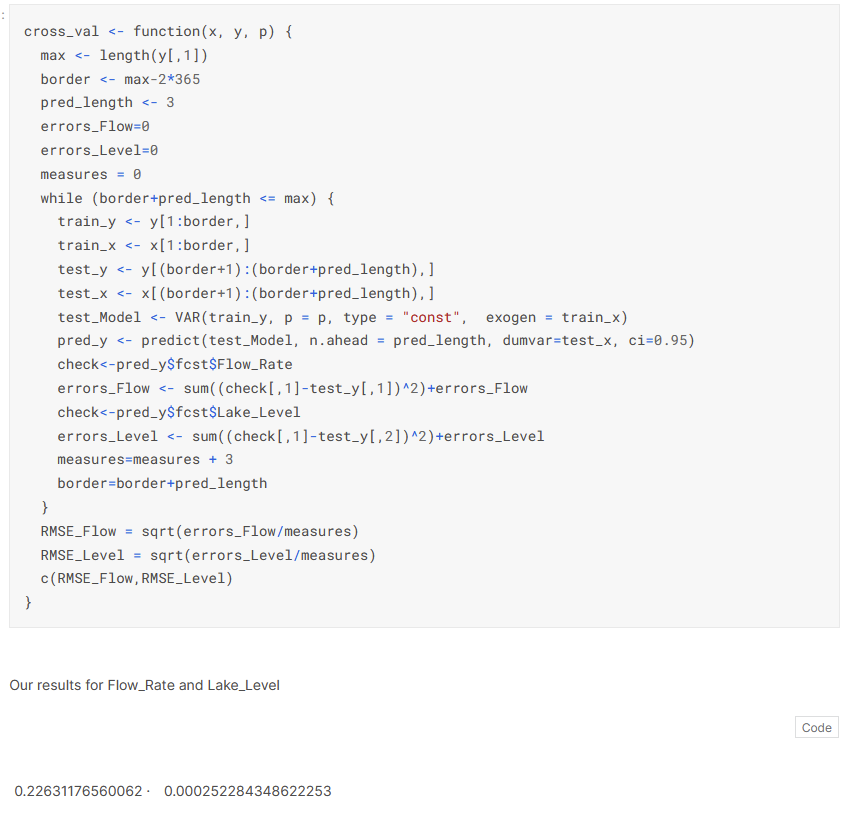 :
cross_val <- function(x, y, p) {
  max <- length(y[,1])
  border <- max-2*365
  pred_length <- 3
  errors_Flow=0
  errors_Level=0
  measures = 0
  while (border+pred_length <= max) {
    train_y <- y[1:border,]
    train_x <- x[1:border,]
    test_y <- y[(border+1):(border+pred_length),]
    test_x <- x[(border+1):(border+pred_length),]
    test_Model <- VAR(train_y, p = p, type = "const",  exogen = train_x)
    pred_y <- predict(test_Model, n.ahead = pred_length, dumvar=test_x, ci=0.95)
    check<-pred_y$fcst$Flow_Rate
    errors_Flow <- sum((check[,1]-test_y[,1])^2)+errors_Flow
    check<-pred_y$fcst$Lake_Level
    errors_Level <- sum((check[,1]-test_y[,2])^2)+errors_Level
    measures=measures + 3
    border=border+pred_length
  }
  RMSE_Flow = sqrt(errors_Flow/measures)
  RMSE_Level = sqrt(errors_Level/measures)
  c(RMSE_Flow,RMSE_Level)
}
Our results for Flow_Rate and Lake_Level
Code
0.22631176560062 · 0.000252284348622253